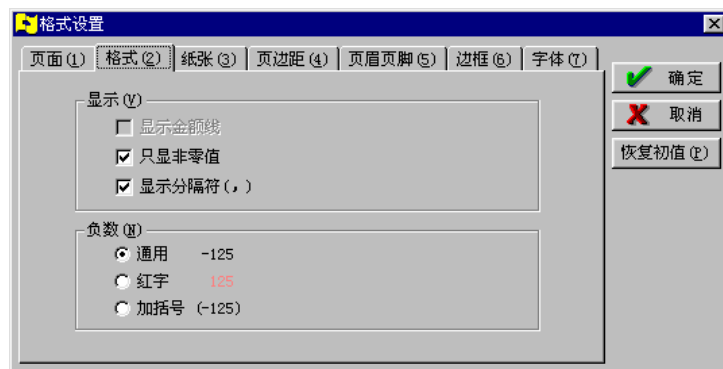 格式设置
页面(1) 格式(2) 纸张(3) 页边距(4) 页眉页脚(5) 边框(6) 字体(7)
确定
取消
恢复初值(P)
显示(V)
显示金额线
只显非零值
显示分隔符(,)
负数(N)
通用 -125
红字 125
加括号 (-125)